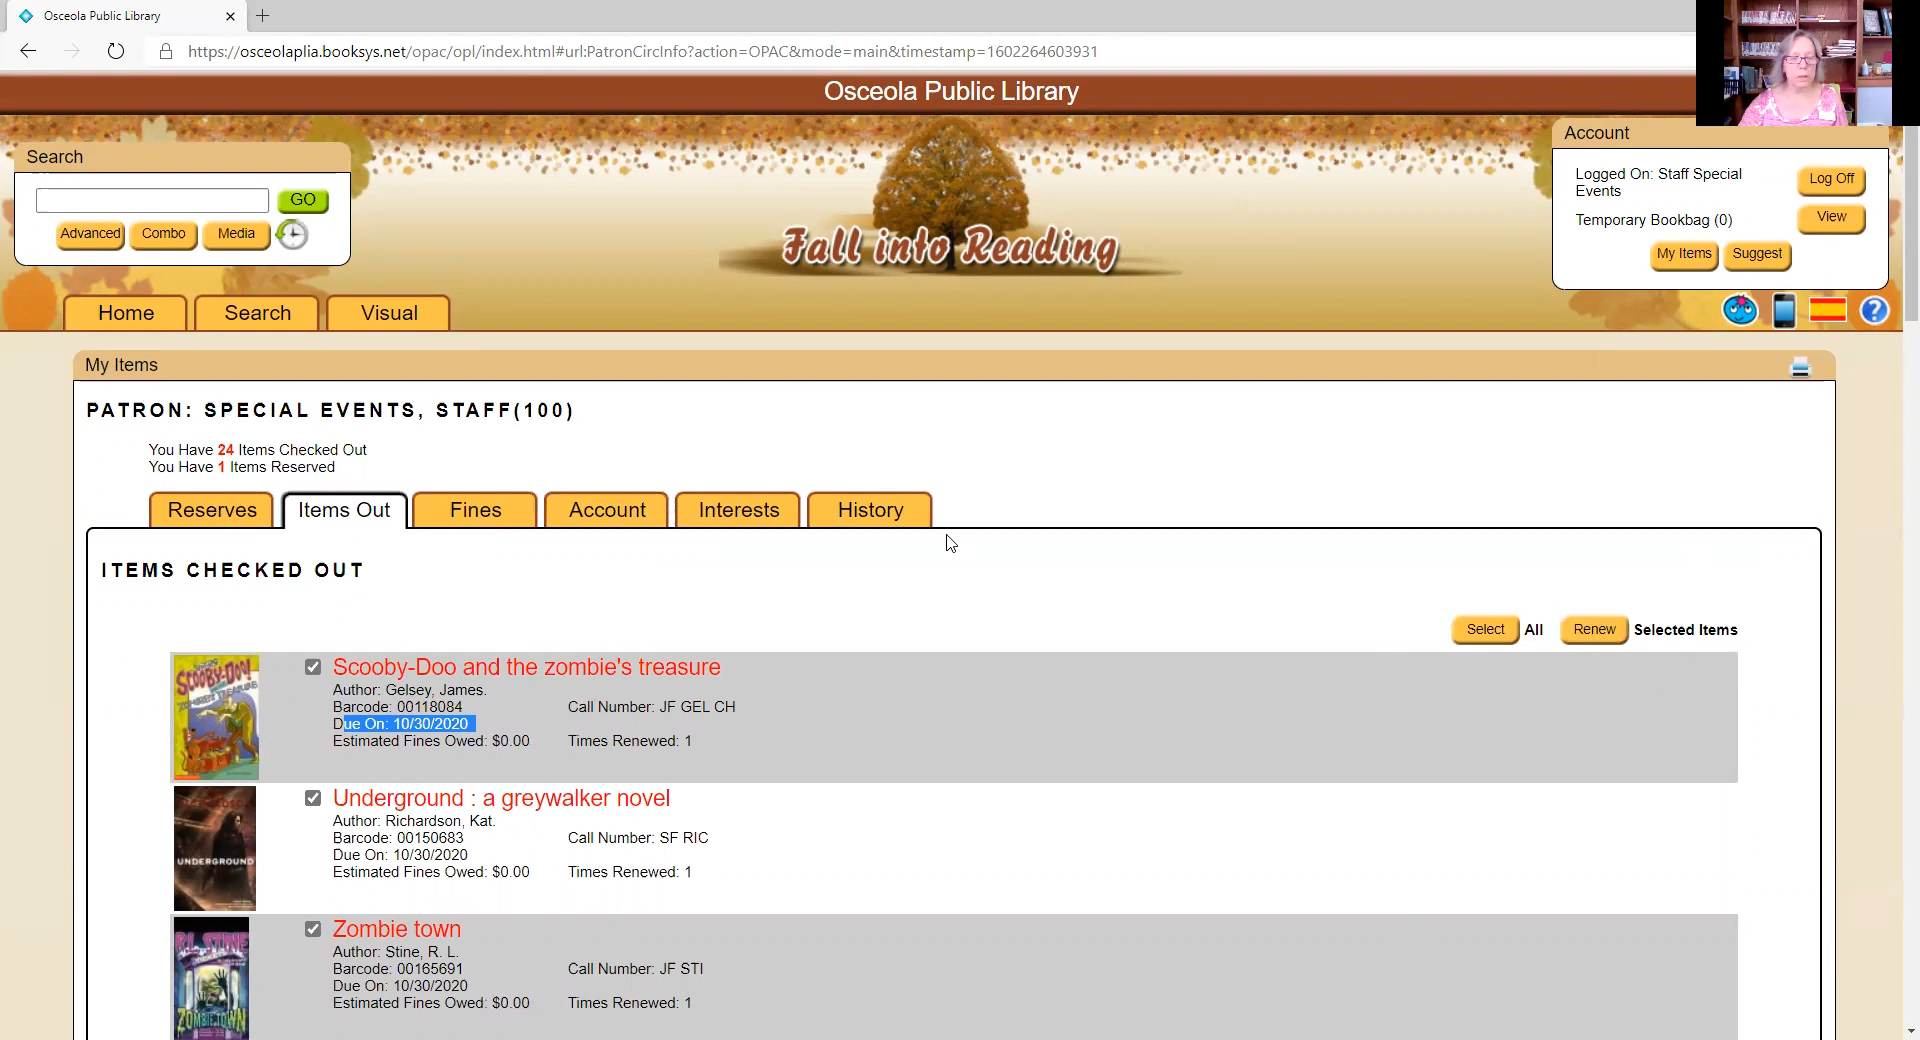 Osceola Public Library
https://osceolaplia.booksys.net/opac/opl/index.html#url:PatronCircInfo?action=OPAC&mode=main&timestamp=1602264603931
Osceola Public Library
Search
GO
Advanced
Combo
Media
Fall into Reading
Account
Logged On: Staff Special
Events
Log Off
Temporary Bookbag (0)
View
My Items
Suggest
Home
Search
Visual
My Items
PATRON: SPECIAL EVENTS, STAFF(100)
You Have 24 Items Checked Out
You Have 1 Items Reserved
Reserves
Items Out
Fines
Account
Interests
History
ITEMS CHECKED OUT
Select All
Renew Selected Items
SCOOBY-DOO!
Scooby-Doo and the zombie's treasure
Author: Gelsey, James.
Barcode: 00118084 Call Number: JF GEL CH
Due On: 10/30/2020
Estimated Fines Owed: $0.00 Times Renewed: 1
UNDERGROUND
Underground : a greywalker novel
Author: Richardson, Kat.
Barcode: 00150683 Call Number: SF RIC
Due On: 10/30/2020
Estimated Fines Owed: $0.00 Times Renewed: 1
R.L. STINE
ZOMBIE TOWN
Zombie town
Author: Stine, R. L.
Barcode: 00165691 Call Number: JF STI
Due On: 10/30/2020
Estimated Fines Owed: $0.00 Times Renewed: 1